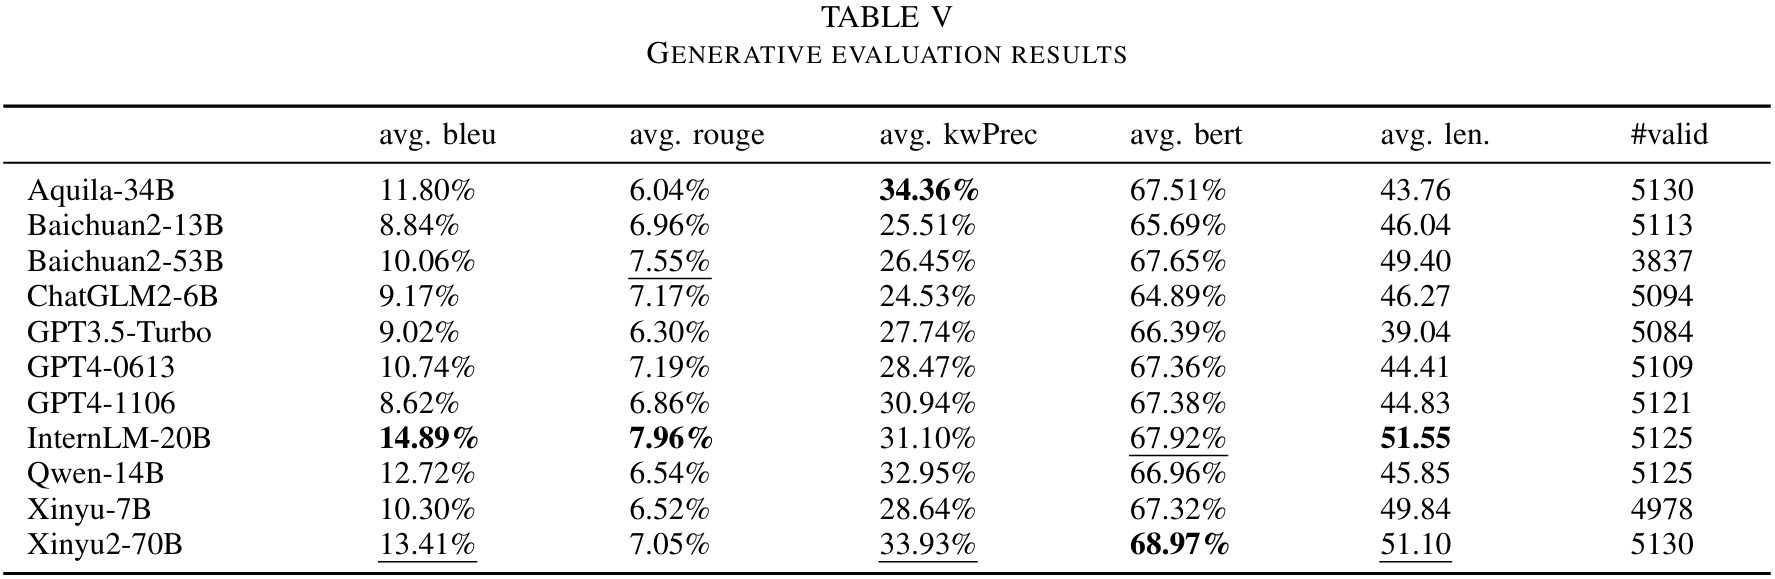 TABLE V
GENERATIVE EVALUATION RESULTS
avg. bleu avg. rouge avg. kwPrec avg. bert avg. len. #valid
Aquila-34B 11.80% 6.04% 34.36% 67.51% 43.76 5130
Baichuan2-13B 8.84% 6.96% 25.51% 65.69% 46.04 5113
Baichuan2-53B 10.06% 7.55% 26.45% 67.65% 49.40 3837
ChatGLM2-6B 9.17% 7.17% 24.53% 64.89% 46.27 5094
GPT3.5-Turbo 9.02% 6.30% 27.74% 66.39% 39.04 5084
GPT4-0613 10.74% 7.19% 28.47% 67.36% 44.41 5109
GPT4-1106 8.62% 6.86% 30.94% 67.38% 44.83 5121
InternLM-20B 14.89% 7.96% 31.10% 67.92% 51.55 5125
Qwen-14B 12.72% 6.54% 32.95% 66.96% 45.85 5125
Xinyu-7B 10.30% 6.52% 28.64% 67.32% 49.84 4978
Xinyu2-70B 13.41% 7.05% 33.93% 68.97% 51.10 5130